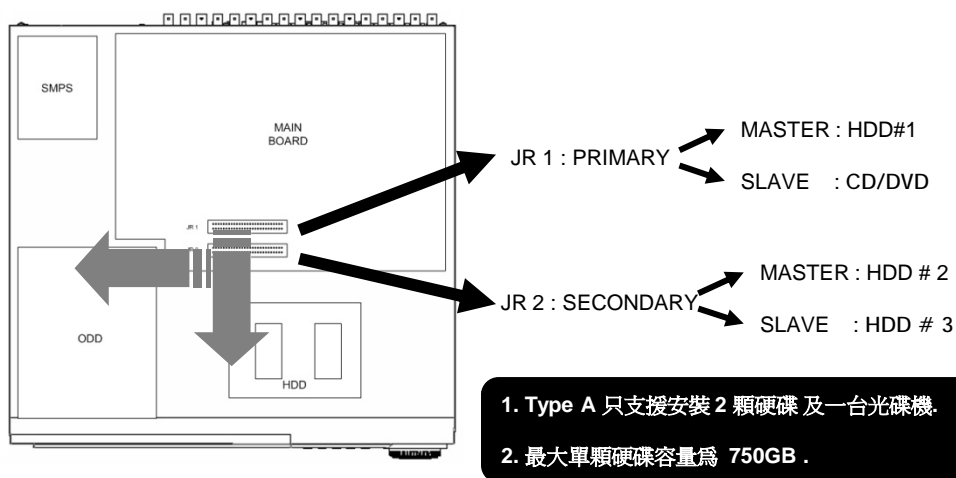 SMPS
MAIN
BOARD
JR 1
ODD
HDD
JR 1 : PRIMARY
MASTER : HDD#1
SLAVE : CD/DVD
JR 2 : SECONDARY
MASTER : HDD # 2
SLAVE : HDD # 3
1. Type A 只支援安裝 2 顆硬碟 及一台光碟機.
2. 最大單顆硬碟容量為 750GB .